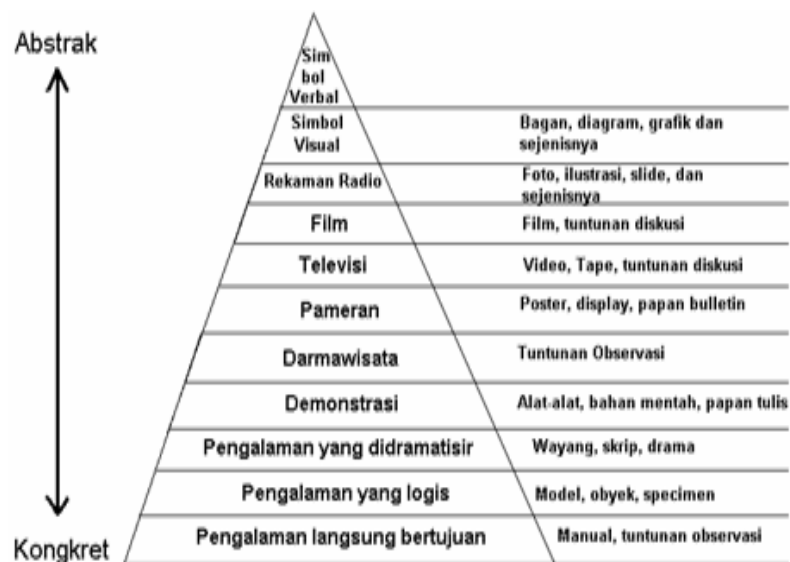 Abstrak
Sim
bol
Verbal
Simbol
Visual
Bagan, diagram, grafik dan
sejenisnya
Rekaman Radio
Foto, ilustrasi, slide, dan
sejenisnya
Film
Film, tuntunan diskusi
Televisi
Video, Tape, tuntunan diskusi
Pameran
Poster, display, papan bulletin
Darmawisata
Tuntunan Observasi
Demonstrasi
Alat-alat, bahan mentah, papan tulis
Pengalaman yang didramatisir
Wayang, skrip, drama
Pengalaman yang logis
Model, obyek, specimen
Pengalaman langsung bertujuan
Manual, tuntunan observasi
Kongkret